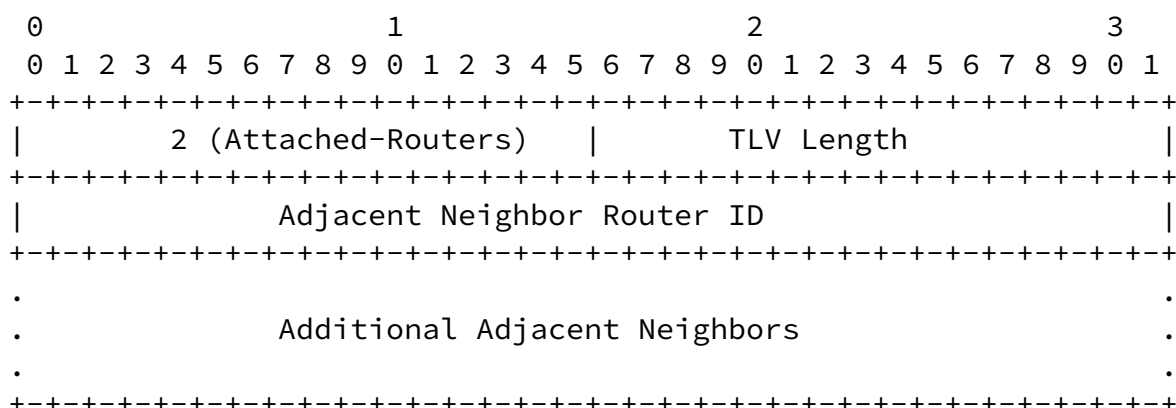 0                   1                   2                   3
 0 1 2 3 4 5 6 7 8 9 0 1 2 3 4 5 6 7 8 9 0 1 2 3 4 5 6 7 8 9 0 1
+-+-+-+-+-+-+-+-+-+-+-+-+-+-+-+-+-+-+-+-+-+-+-+-+-+-+-+-+-+-+-+-+
|        2 (Attached-Routers)   |       TLV Length              |
+-+-+-+-+-+-+-+-+-+-+-+-+-+-+-+-+-+-+-+-+-+-+-+-+-+-+-+-+-+-+-+-+
|              Adjacent Neighbor Router ID                      |
+-+-+-+-+-+-+-+-+-+-+-+-+-+-+-+-+-+-+-+-+-+-+-+-+-+-+-+-+-+-+-+-+
.                                                               .
.              Additional Adjacent Neighbors                    .
.                                                               .
+-+-+-+-+-+-+-+-+-+-+-+-+-+-+-+-+-+-+-+-+-+-+-+-+-+-+-+-+-+-+-+-+